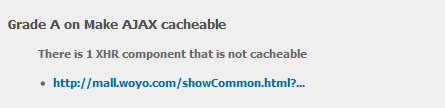 Grade A on Make AJAX cacheable
There is 1 XHR component that is not cacheable
• http://mall.woyo.com/showCommon.html?...